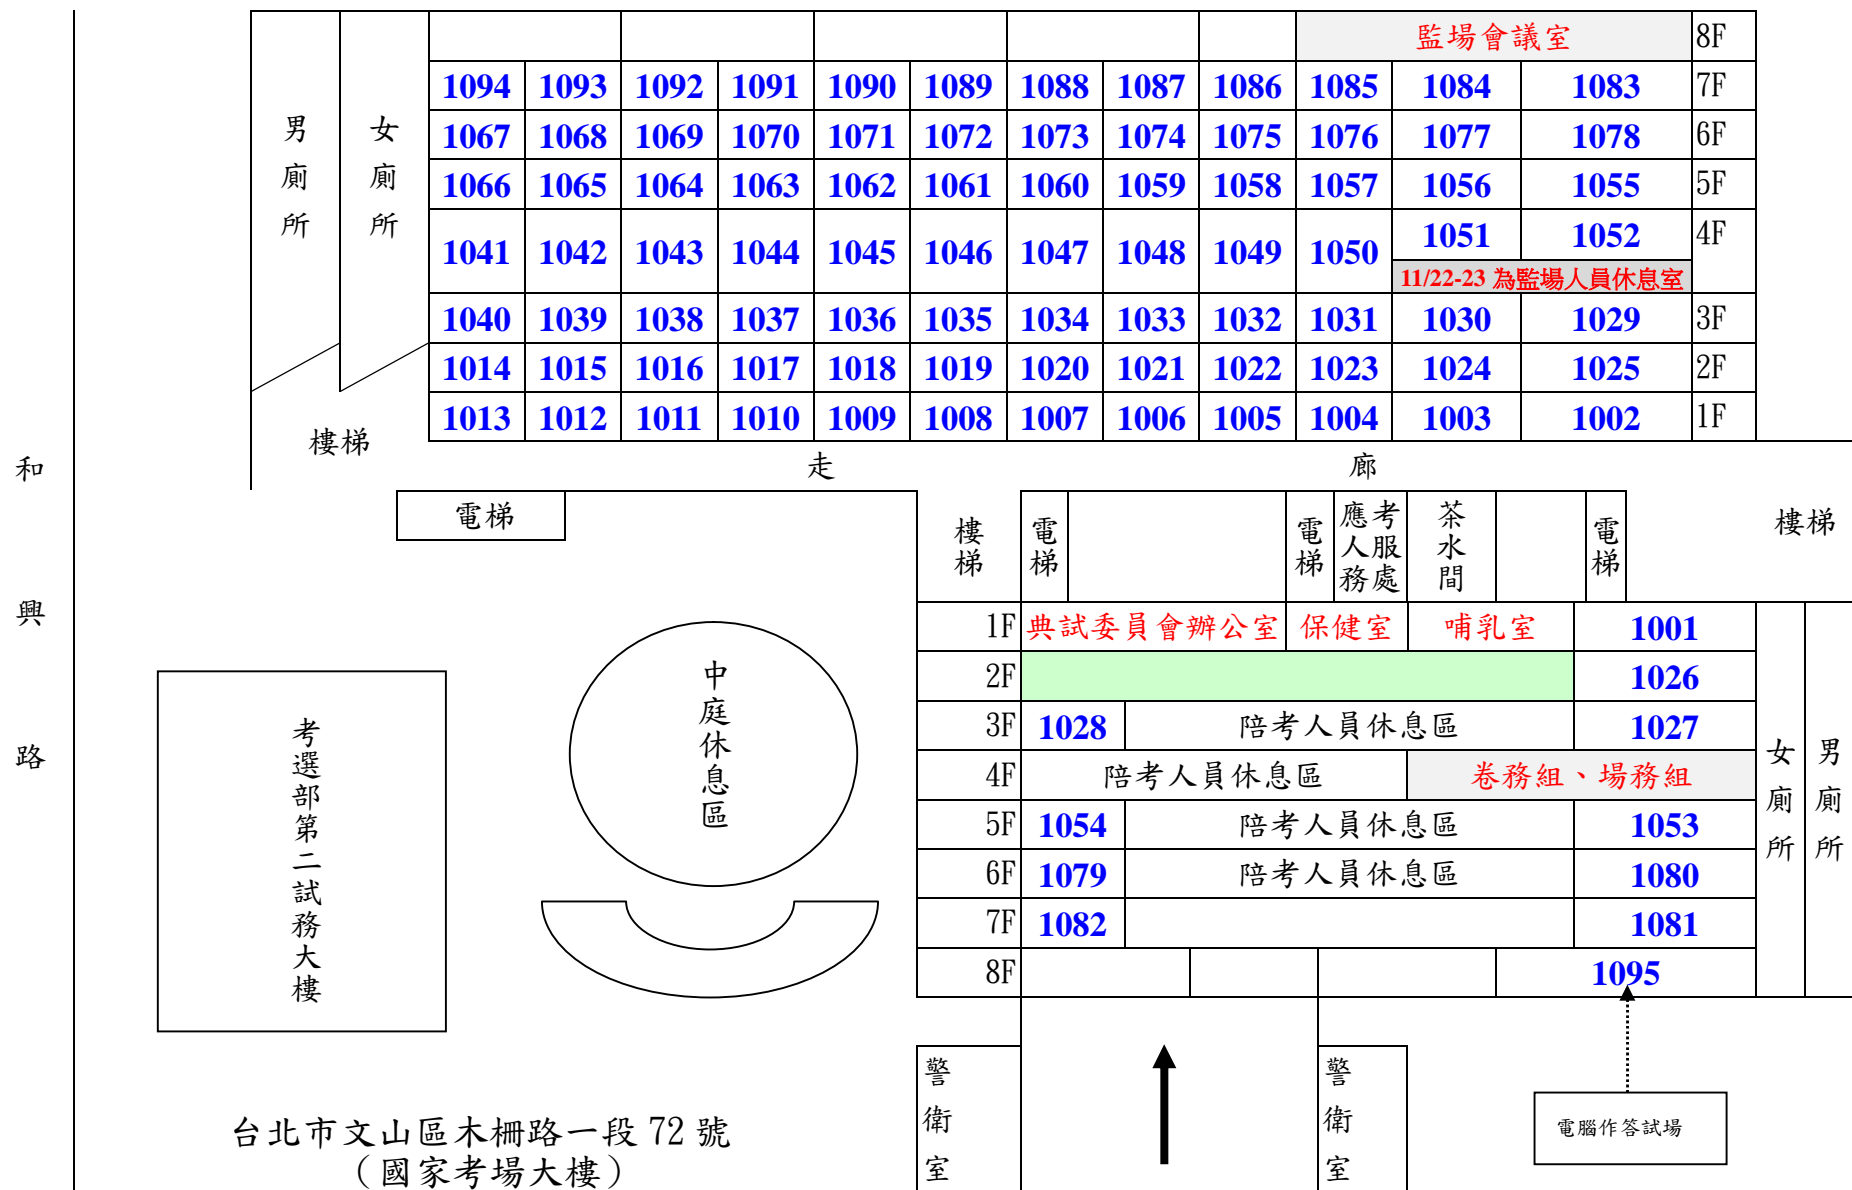 監場會議室 8F
1094 1093 1092 1091 1090 1089 1088 1087 1086 1085 1084 1083 7F
1067 1068 1069 1070 1071 1072 1073 1074 1075 1076 1077 1078 6F
1066 1065 1064 1063 1062 1061 1060 1059 1058 1057 1056 1055 5F
1041 1042 1043 1044 1045 1046 1047 1048 1049 1050 1051 1052 4F
11/22-23 為監場人員休息室
1040 1039 1038 1037 1036 1035 1034 1033 1032 1031 1030 1029 3F
1014 1015 1016 1017 1018 1019 1020 1021 1022 1023 1024 1025 2F
1013 1012 1011 1010 1009 1008 1007 1006 1005 1004 1003 1002 1F
男廁所
女廁所
樓梯
走廊
和興路
電梯
樓梯
電梯
電梯
應考人服務處
茶水間
電梯
樓梯
1F 典試委員會辦公室 保健室 哺乳室 1001
2F 1026
3F 1028 陪考人員休息區 1027
4F 陪考人員休息區 卷務組、場務組
5F 1054 陪考人員休息區 1053
6F 1079 陪考人員休息區 1080
7F 1082 1081
8F 1095
女廁所
男廁所
中庭休息區
考選部第二試務大樓
警衛室
警衛室
電腦作答試場
台北市文山區木柵路一段 72 號
（國家考場大樓）